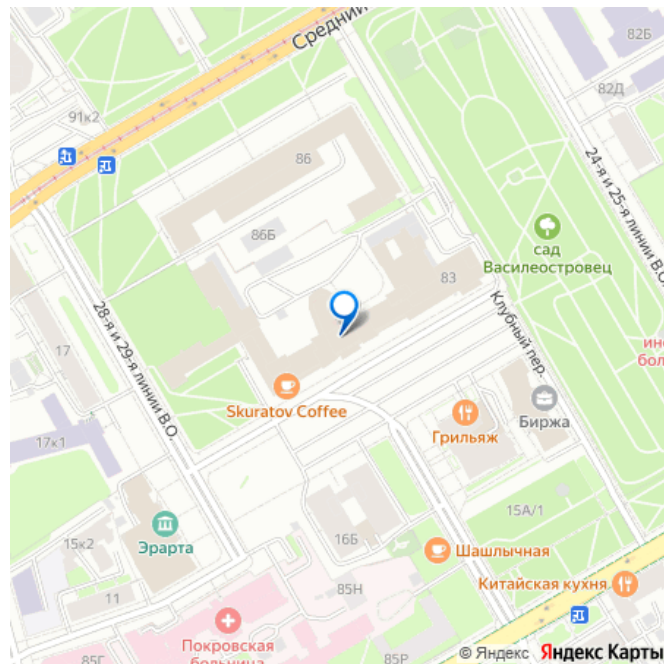 Средний
82Б
82Д
91к2
86
24-я и 25-я линии В.О.
86Б
сад
Василеостровец
83
28-я и 29-я линии В.О.
Клубный пер.
17
Skuratov Coffee
Грильяж
Биржа
17к1
15А/1
16Б
15к2
Эрарта
Шашлычная
85Н
Китайская кухня
11
Покровская
больница
85Г
85Р
© Яндекс Яндекс Карты